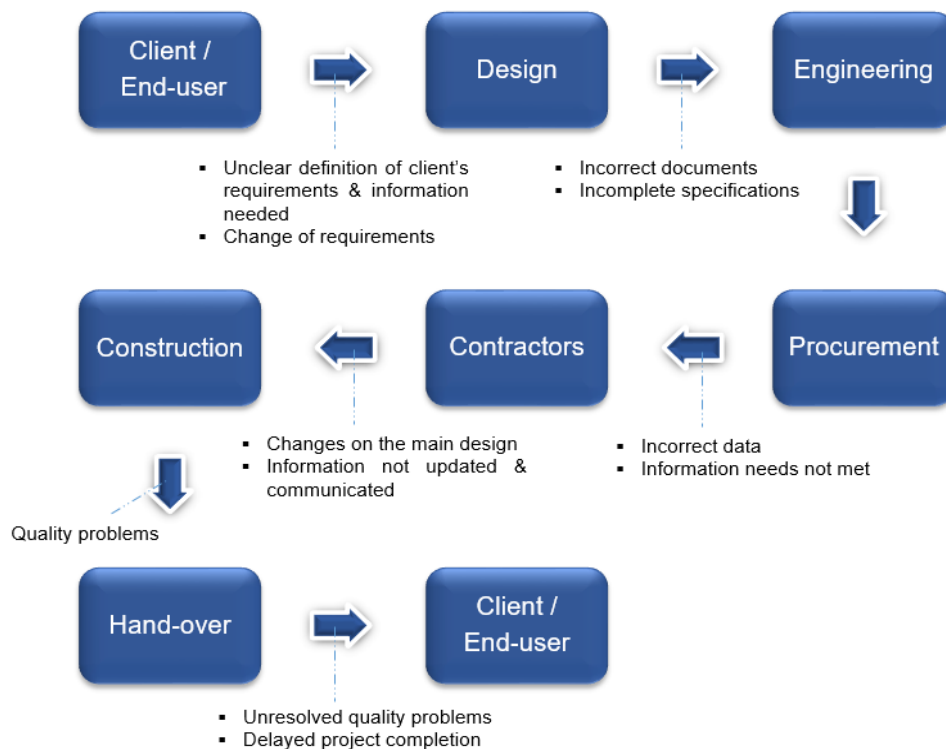 Client /
End-user
Design
Engineering
▪ Unclear definition of client's
requirements & information
needed
▪ Change of requirements
▪ Incorrect documents
▪ Incomplete specifications
Construction
Contractors
Procurement
▪ Changes on the main design
▪ Information not updated &
communicated
▪ Incorrect data
▪ Information needs not met
Quality problems
Hand-over
Client /
End-user
▪ Unresolved quality problems
▪ Delayed project completion